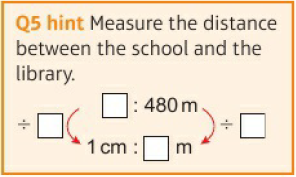 Q5 hint Measure the distance
between the school and the
library.
☐ : 480 m
÷ ☐ ÷ ☐
1 cm : ☐ m